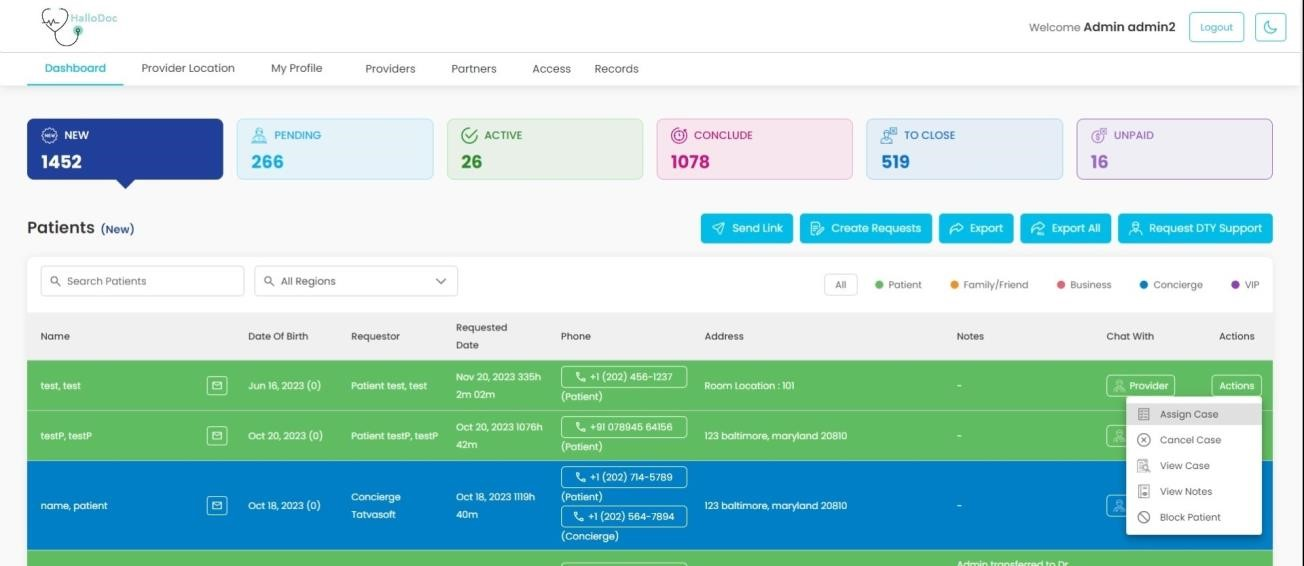 HalloDoc
Welcome Admin admin2 Logout
Dashboard Provider Location My Profile Providers Partners Access Records
NEW PENDING ACTIVE CONCLUDE TO CLOSE UNPAID
1452 266 26 1078 519 16
Patients (New) Send Link Create Requests Export Export All Request DTY Support
Search Patients All Regions All Patient Family/Friend Business Concierge VIP
Name Date Of Birth Requestor Requested Date Phone Address Notes Chat With Actions
test, test Jun 16, 2023 (0) Patient test, test Nov 20, 2023 335h 2m 02m +1 (202) 456-1237 (Patient) Room Location : 101 - Provider Actions
testP, testP Oct 20, 2023 (0) Patient testP, testP Oct 20, 2023 1076h 42m +91 078945 64156 (Patient) 123 baltimore, maryland 20810 -
name, patient Oct 18, 2023 (0) Concierge Tatvasoft Oct 18, 2023 1119h 40m +1 (202) 714-5789 (Patient) +1 (202) 564-7894 (Concierge) 123 baltimore, maryland 20810 -
Assign Case
Cancel Case
View Case
View Notes
Block Patient
Admin transferred to Dr.